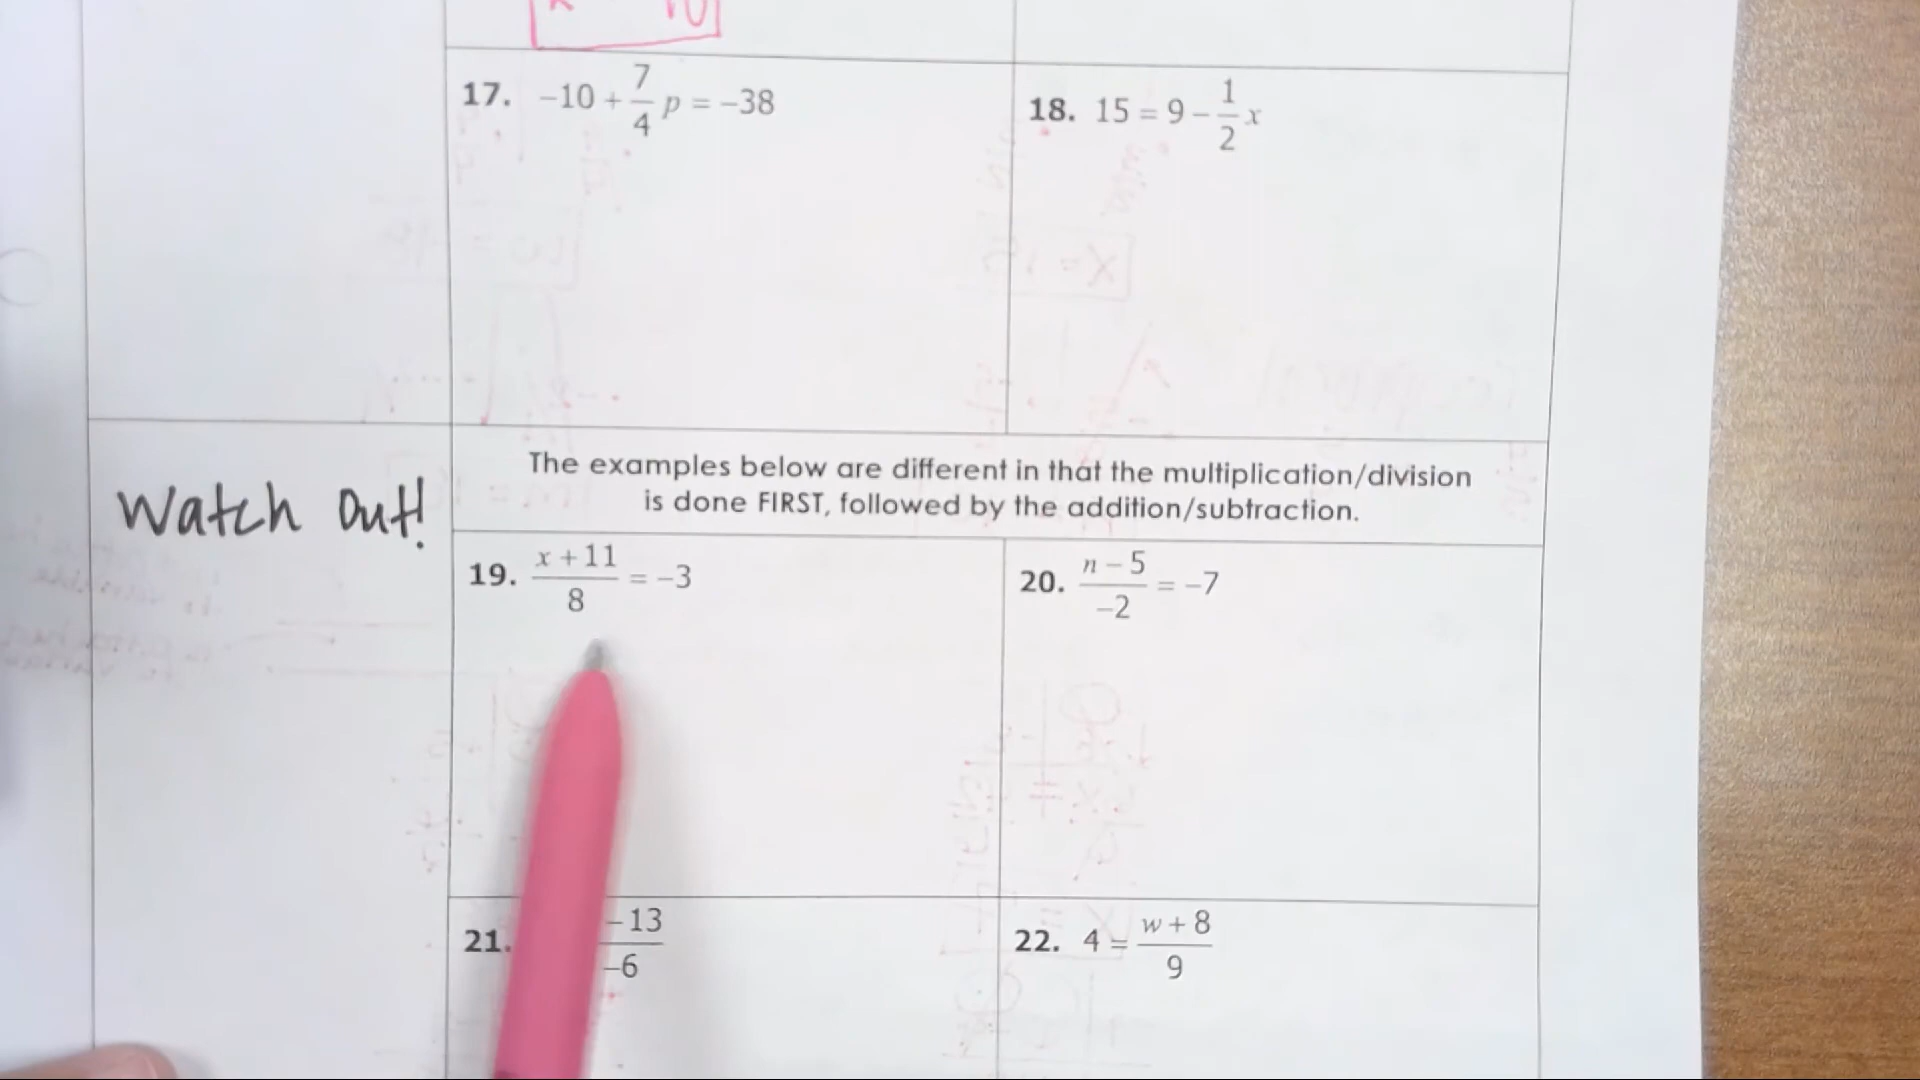 17. −10 + 7/4 p = −38
18. 15 = 9 − 1/2 x
Watch Out!
The examples below are different in that the multiplication/division
is done FIRST, followed by the addition/subtraction.
19. x + 11 / 8 = −3
20. n − 5 / −2 = −7
21. − 13 / −6
22. 4 = w + 8 / 9